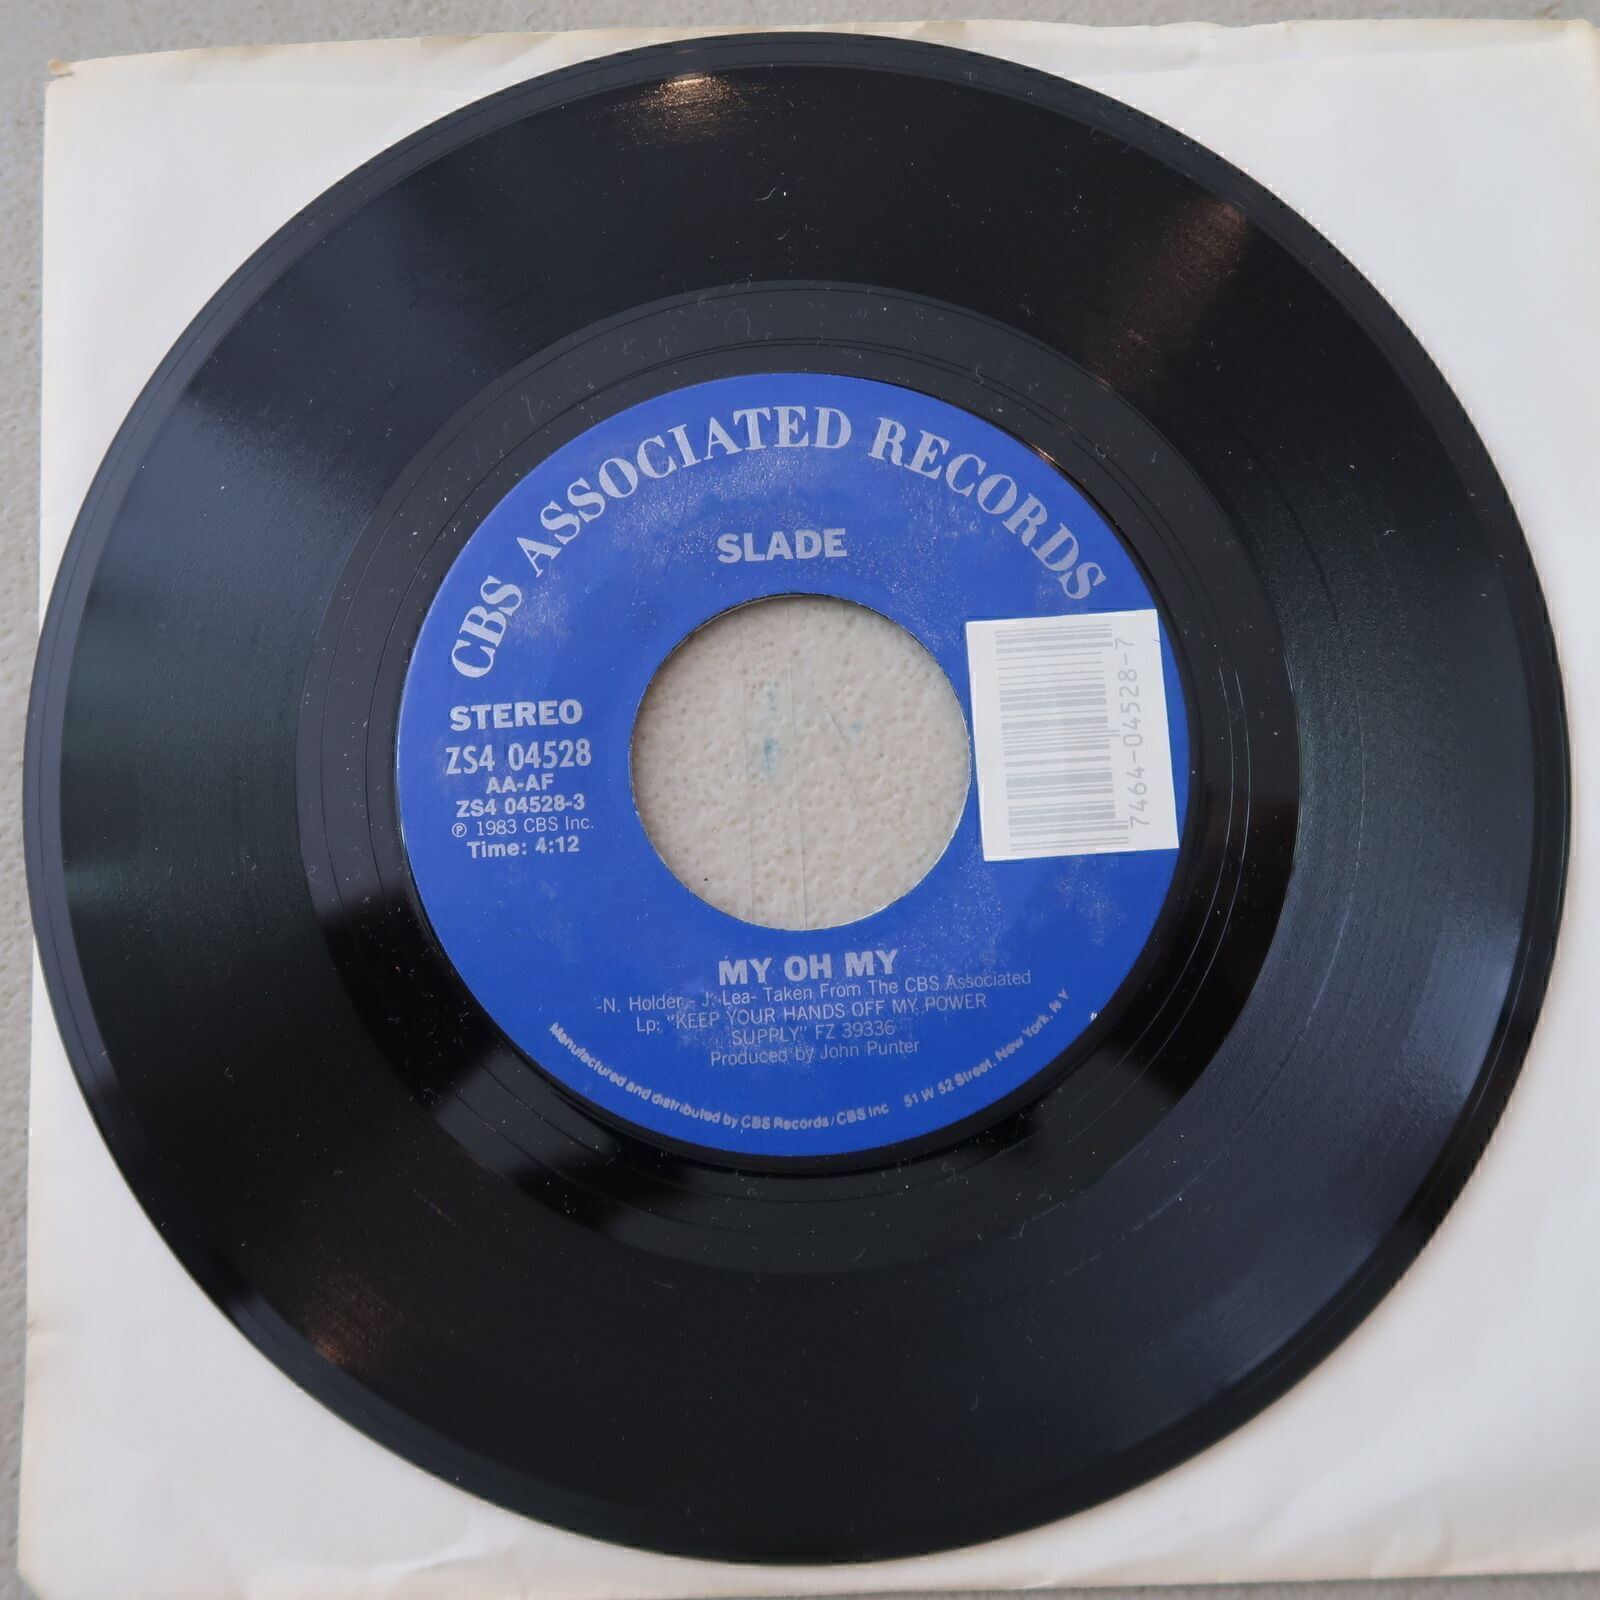 CBS ASSOCIATED RECORDS
SLADE
STEREO
ZS4 04528
AA-AF
ZS4 04528-3
℗ 1983 CBS Inc.
Time: 4:12
7464-04528-7
MY OH MY
-N. Holder - J. Lea- Taken From The CBS Associated
Lp: "KEEP YOUR HANDS OFF MY POWER
SUPPLY" FZ 39336
Produced by John Punter
Manufactured and distributed by CBS Records/CBS Inc 51 W 52 Street, New York, N Y